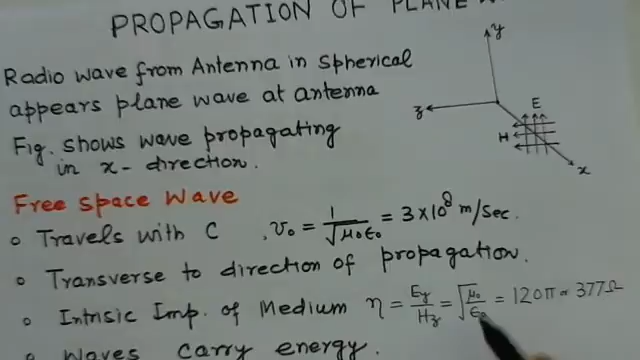 PROPAGATION OF PLANE
Radio wave from Antenna in Spherical
appears plane wave at antenna
Fig. shows wave propagating
in x-direction.
y
z
E
H
x
Free space Wave
o Travels with C , v₀ = 1/√μ₀ε₀ = 3×10⁸ m/sec.
o Transverse to direction of propagation.
o Intrisic Imp. of Medium η = Ey/Hz = √μ₀/ε₀ = 120π = 377Ω
o Waves carry energy.